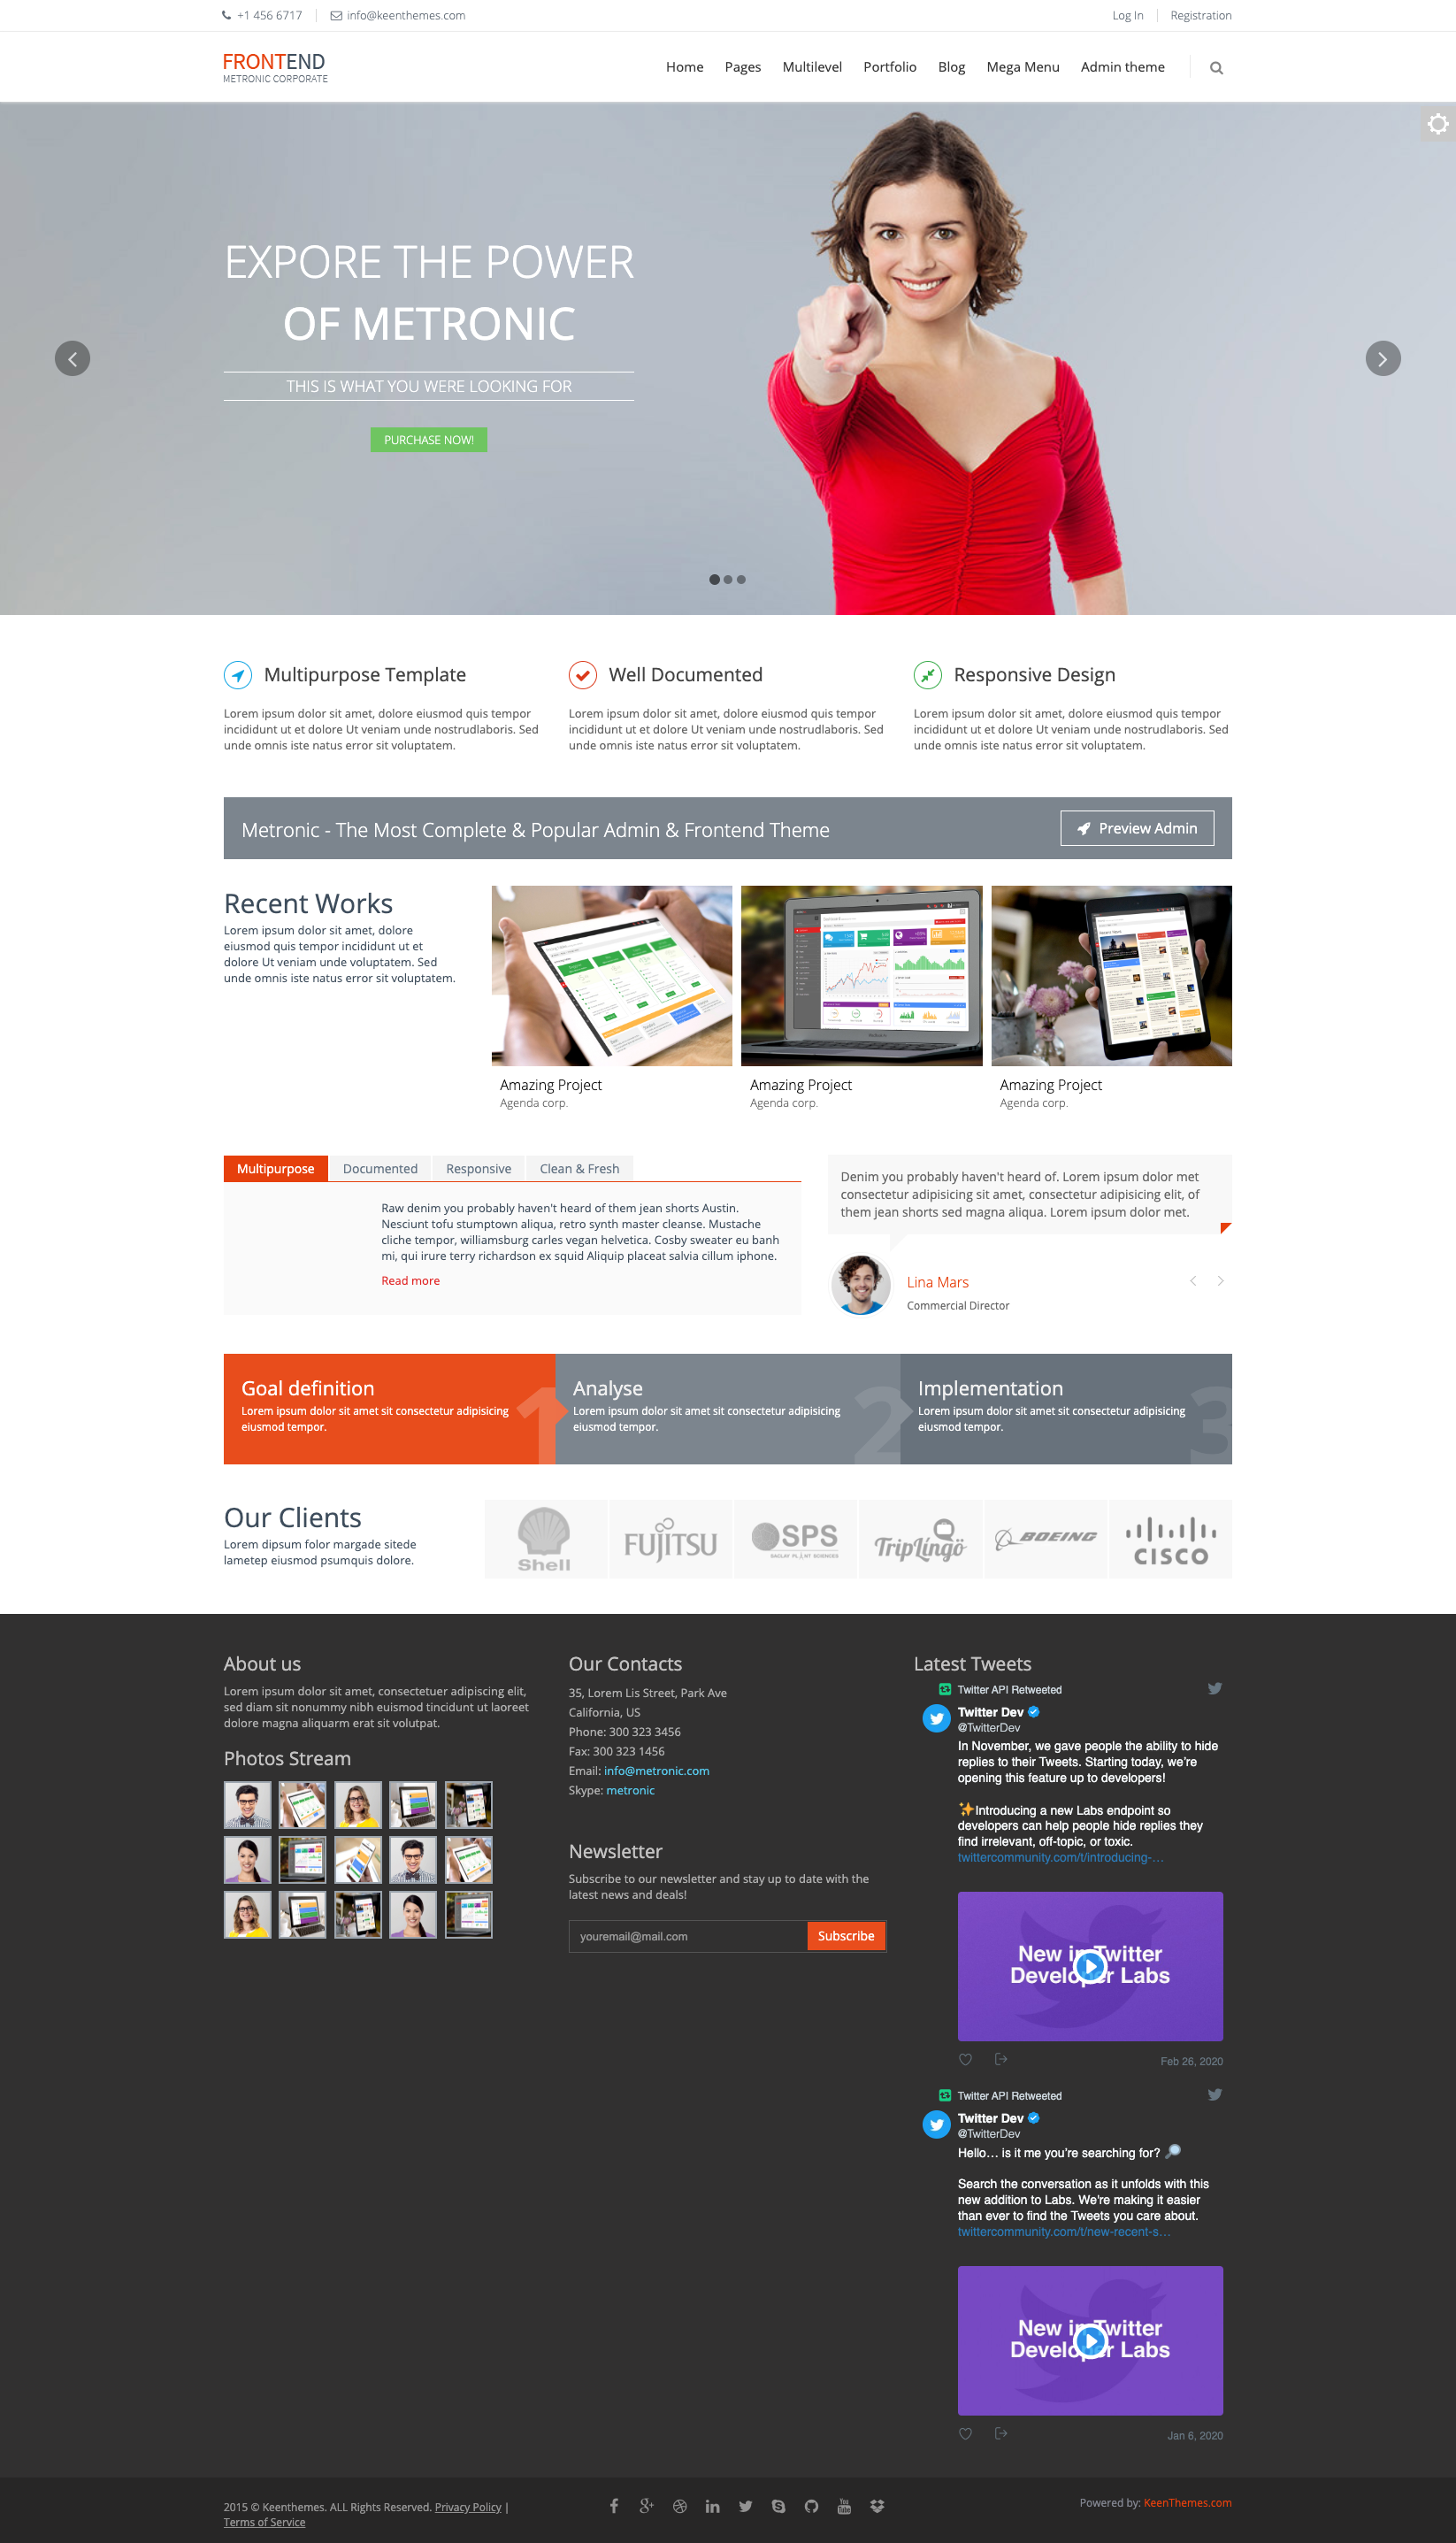 +1 456 6717
info@keenthemes.com
Log In
Registration
FRONTEND
METRONIC CORPORATE
Home
Pages
Multilevel
Portfolio
Blog
Mega Menu
Admin theme
EXPORE THE POWER
OF METRONIC
THIS IS WHAT YOU WERE LOOKING FOR
PURCHASE NOW!
Multipurpose Template
Lorem ipsum dolor sit amet, dolore eiusmod quis tempor
incididunt ut et dolore Ut veniam unde nostrudlaboris. Sed
unde omnis iste natus error sit voluptatem.
Well Documented
Lorem ipsum dolor sit amet, dolore eiusmod quis tempor
incididunt ut et dolore Ut veniam unde nostrudlaboris. Sed
unde omnis iste natus error sit voluptatem.
Responsive Design
Lorem ipsum dolor sit amet, dolore eiusmod quis tempor
incididunt ut et dolore Ut veniam unde nostrudlaboris. Sed
unde omnis iste natus error sit voluptatem.
Metronic - The Most Complete & Popular Admin & Frontend Theme
Preview Admin
Recent Works
Lorem ipsum dolor sit amet, dolore
eiusmod quis tempor incididunt ut et
dolore Ut veniam unde voluptatem. Sed
unde omnis iste natus error sit voluptatem.
Amazing Project
Agenda corp.
Amazing Project
Agenda corp.
Amazing Project
Agenda corp.
Multipurpose
Documented
Responsive
Clean & Fresh
Raw denim you probably haven't heard of them jean shorts Austin.
Nesciunt tofu stumptown aliqua, retro synth master cleanse. Mustache
cliche tempor, williamsburg carles vegan helvetica. Cosby sweater eu banh
mi, qui irure terry richardson ex squid Aliquip placeat salvia cillum iphone.
Read more
Denim you probably haven't heard of. Lorem ipsum dolor met
consectetur adipisicing sit amet, consectetur adipisicing elit, of
them jean shorts sed magna aliqua. Lorem ipsum dolor met.
Lina Mars
Commercial Director
Goal definition
Lorem ipsum dolor sit amet sit consectetur adipisicing
eiusmod tempor.
1
Analyse
Lorem ipsum dolor sit amet sit consectetur adipisicing
eiusmod tempor.
2
Implementation
Lorem ipsum dolor sit amet sit consectetur adipisicing
eiusmod tempor.
3
Our Clients
Lorem dipsum folor margade sitede
lametep eiusmod psumquis dolore.
Shell
FUJITSU
SPS
RAGLAY PLANT SCIENCES
TripLingo
BOEING
CISCO
About us
Lorem ipsum dolor sit amet, consectetuer adipiscing elit,
sed diam sit nonummy nibh euismod tincidunt ut laoreet
dolore magna aliquarm erat sit volutpat.
Photos Stream
Our Contacts
35, Lorem Lis Street, Park Ave
California, US
Phone: 300 323 3456
Fax: 300 323 1456
Email: info@metronic.com
Skype: metronic
Newsletter
Subscribe to our newsletter and stay up to date with the
latest news and deals!
youremail@mail.com
Subscribe
Latest Tweets
Twitter API Retweeted
Twitter Dev
@TwitterDev
In November, we gave people the ability to hide
replies to their Tweets. Starting today, we're
opening this feature up to developers!
✨Introducing a new Labs endpoint so
developers can help people hide replies they
find irrelevant, off-topic, or toxic.
twittercommunity.com/t/introducing-…
New in Twitter
Developer Labs
Feb 26, 2020
Twitter API Retweeted
Twitter Dev
@TwitterDev
Hello… is it me you're searching for? 🔎
Search the conversation as it unfolds with this
new addition to Labs. We're making it easier
than ever to find the Tweets you care about.
twittercommunity.com/t/new-recent-s…
New in Twitter
Developer Labs
Jan 6, 2020
2015 © Keenthemes. ALL Rights Reserved. Privacy Policy |
Terms of Service
Powered by: KeenThemes.com